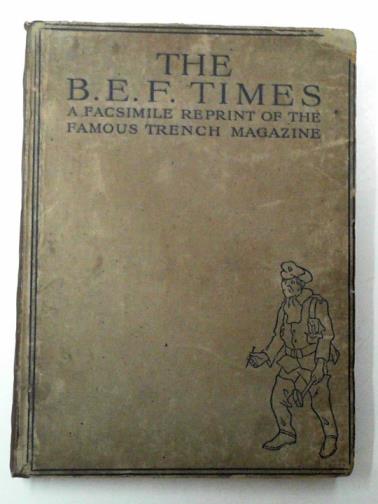 THE
B.E.F. TIMES
A FACSIMILE REPRINT OF THE
FAMOUS TRENCH MAGAZINE